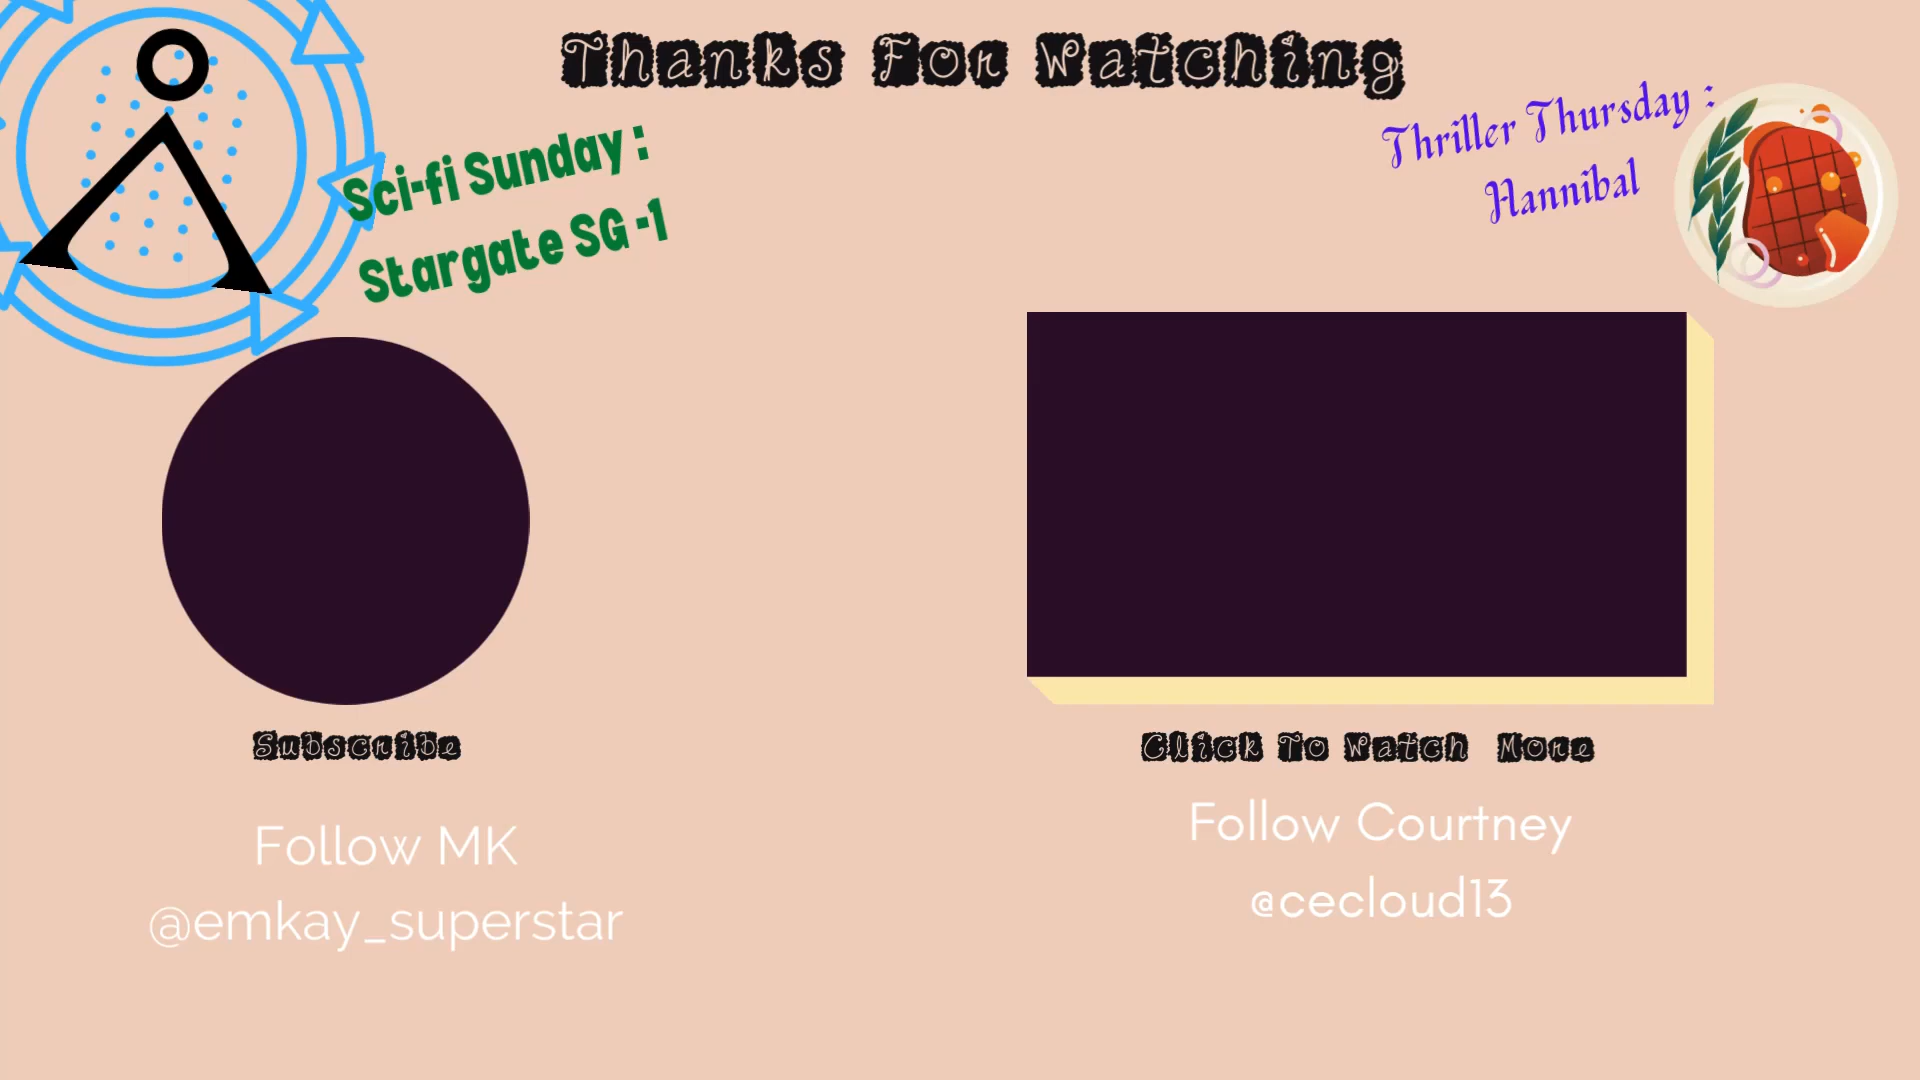 Thanks For Watching
Sci-fi Sunday :
Stargate SG -1
Thriller Thursday :
Hannibal
Subscribe
Click To Watch More
Follow MK
@emkay_superstar
Follow Courtney
@cecloud13